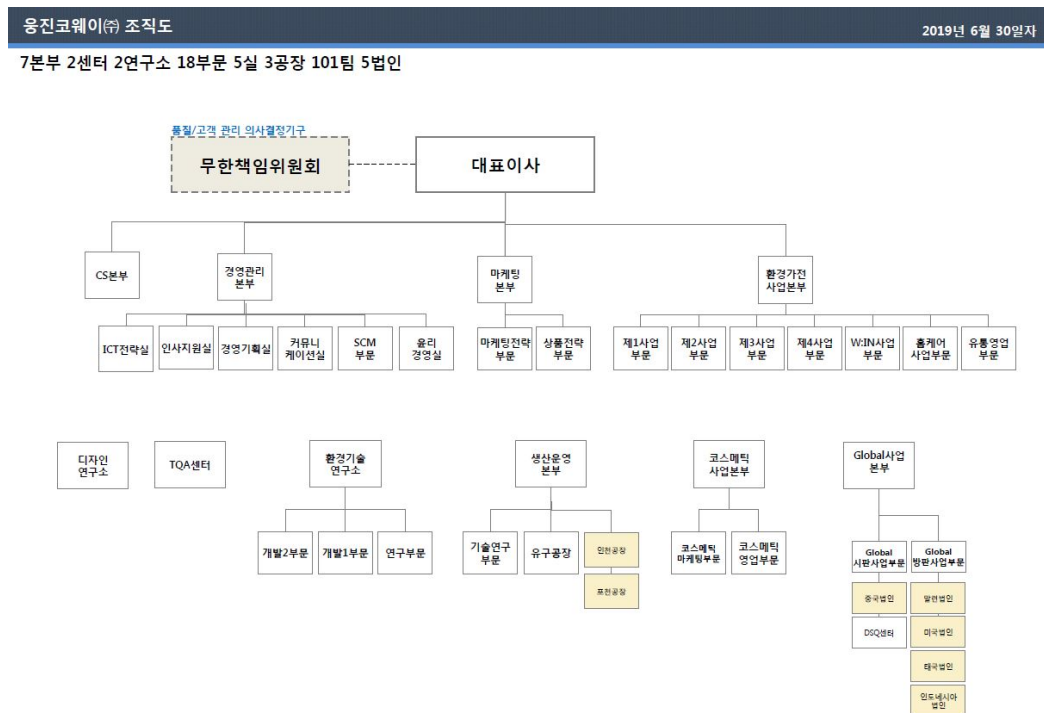 웅진코웨이㈜ 조직도
2019년 6월 30일자
7본부 2센터 2연구소 18부문 5실 3공장 101팀 5법인
품질/고객 관리 의사결정기구
무한책임위원회
대표이사
CS본부
경영관리
본부
마케팅
본부
환경가전
사업본부
ICT전략실
인사지원실
경영기획실
커뮤니
케이션실
SCM
부문
윤리
경영실
마케팅전략
부문
상품전략
부문
제1사업
부문
제2사업
부문
제3사업
부문
제4사업
부문
W:IN사업
부문
홈케어
사업부문
유통영업
부문
디자인
연구소
TQA센터
환경기술
연구소
생산운영
본부
코스메틱
사업본부
Global사업
본부
개발2부문
개발1부문
연구부문
기술연구
부문
유구공장
인천공장
포천공장
코스메틱
마케팅부문
코스메틱
영업부문
Global
시판사업부문
Global
방판사업부문
중국법인
DSQ센터
말련법인
미국법인
태국법인
인도네시아
법인